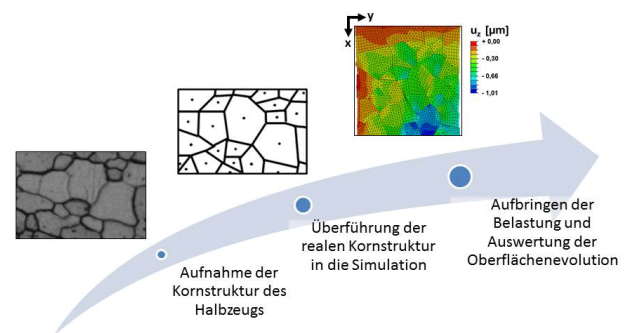 y
x
uz [µm]
+ 0,00
- 0,30
- 0,66
- 1,01
Aufnahme der
Kornstruktur des
Halbzeugs
Überführung der
realen Kornstruktur
in die Simulation
Aufbringen der
Belastung und
Auswertung der
Oberflächenevolution